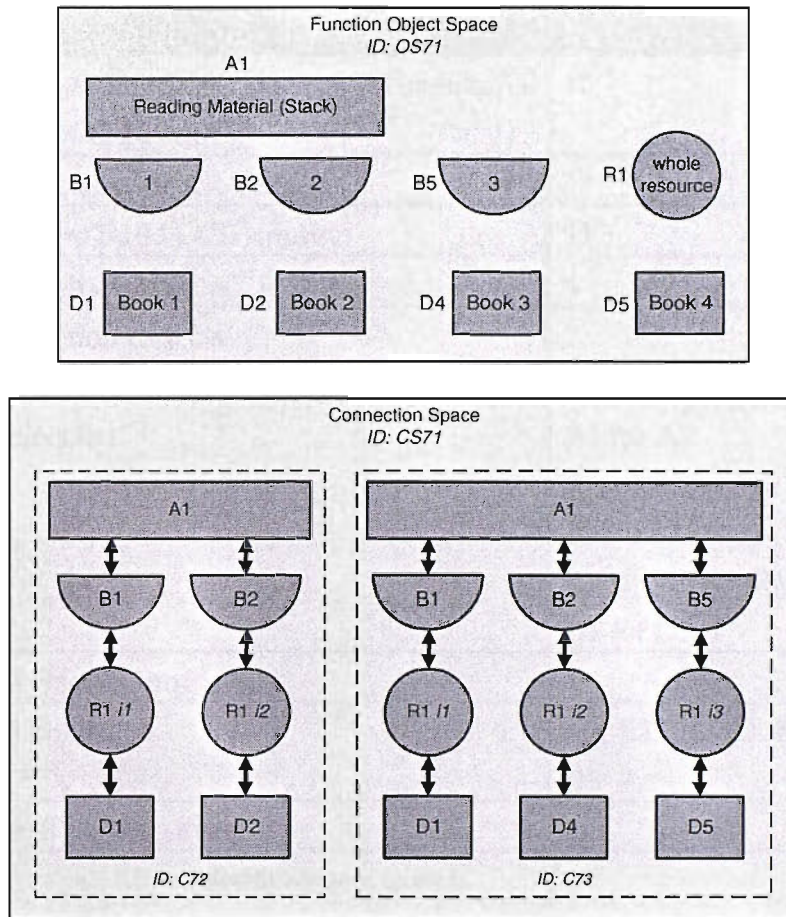 Function Object Space
ID: OS71
A1
Reading Material (Stack)
B1 1 B2 2 B5 3 R1 whole
resource
D1 Book 1 D2 Book 2 D4 Book 3 D5 Book 4
Connection Space
ID: CS71
A1 A1
B1 B2 B1 B2 B5
R1 i1 R1 i2 R1 i1 R1 i2 R1 i3
D1 D2 D1 D4 D5
ID: C72 ID: C73